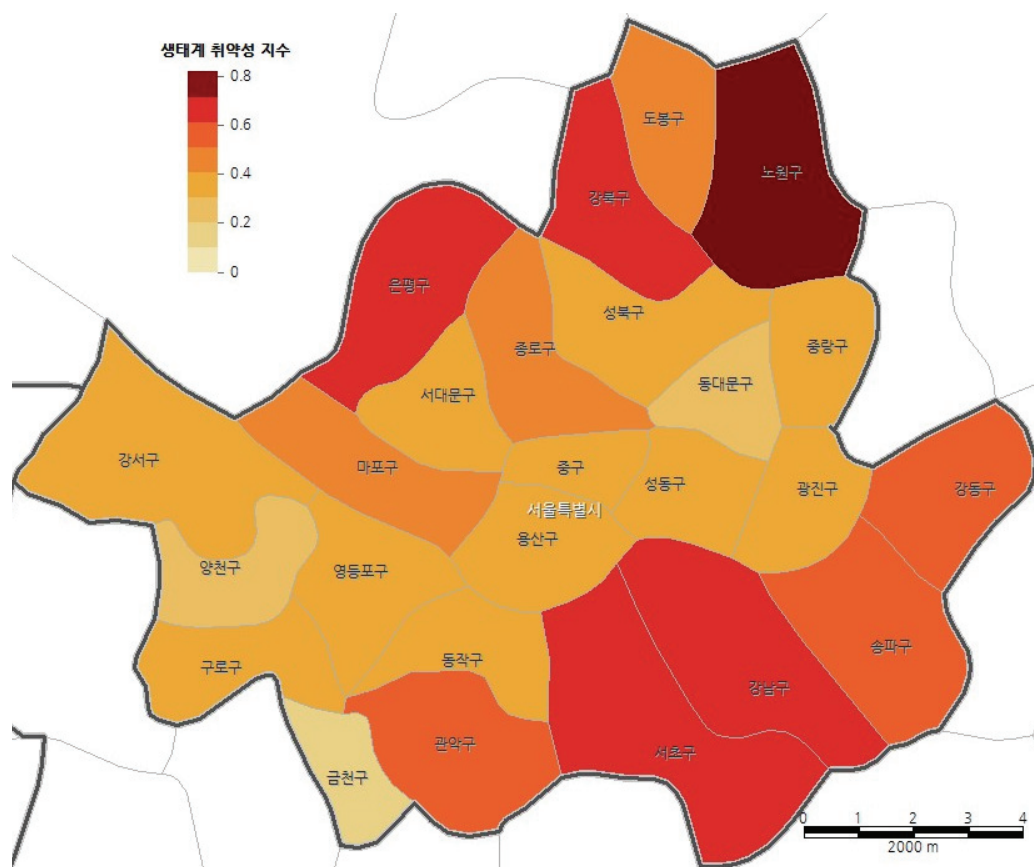 생태계 취약성 지수
0.8
0.6
0.4
0.2
0
도봉구
노원구
강북구
은평구
성북구
종로구
중랑구
동대문구
서대문구
강서구
마포구
중구
성동구
광진구
강동구
서울특별시
용산구
양천구
영등포구
송파구
구로구
동작구
강남구
관악구
서초구
금천구
0 1 2 3 4
2000 m